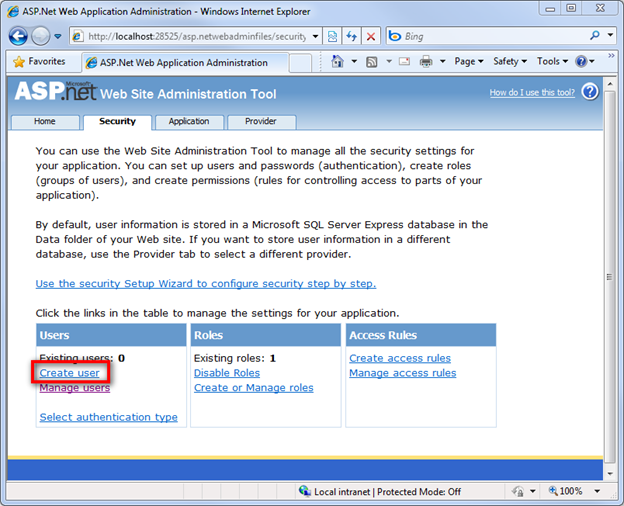 ASP.Net Web Application Administration - Windows Internet Explorer
http://localhost:28525/asp.netwebadminfiles/security
Bing
Favorites
ASP.Net Web Application Administration
Page
Safety
Tools
Microsoft
ASP.net Web Site Administration Tool
How do I use this tool?
Home
Security
Application
Provider
You can use the Web Site Administration Tool to manage all the security settings for
your application. You can set up users and passwords (authentication), create roles
(groups of users), and create permissions (rules for controlling access to parts of your
application).
By default, user information is stored in a Microsoft SQL Server Express database in the
Data folder of your Web site. If you want to store user information in a different
database, use the Provider tab to select a different provider.
Use the security Setup Wizard to configure security step by step.
Click the links in the table to manage the settings for your application.
Users
Existing users: 0
Create user
Manage users
Select authentication type
Roles
Existing roles: 1
Disable Roles
Create or Manage roles
Access Rules
Create access rules
Manage access rules
Local intranet | Protected Mode: Off
100%